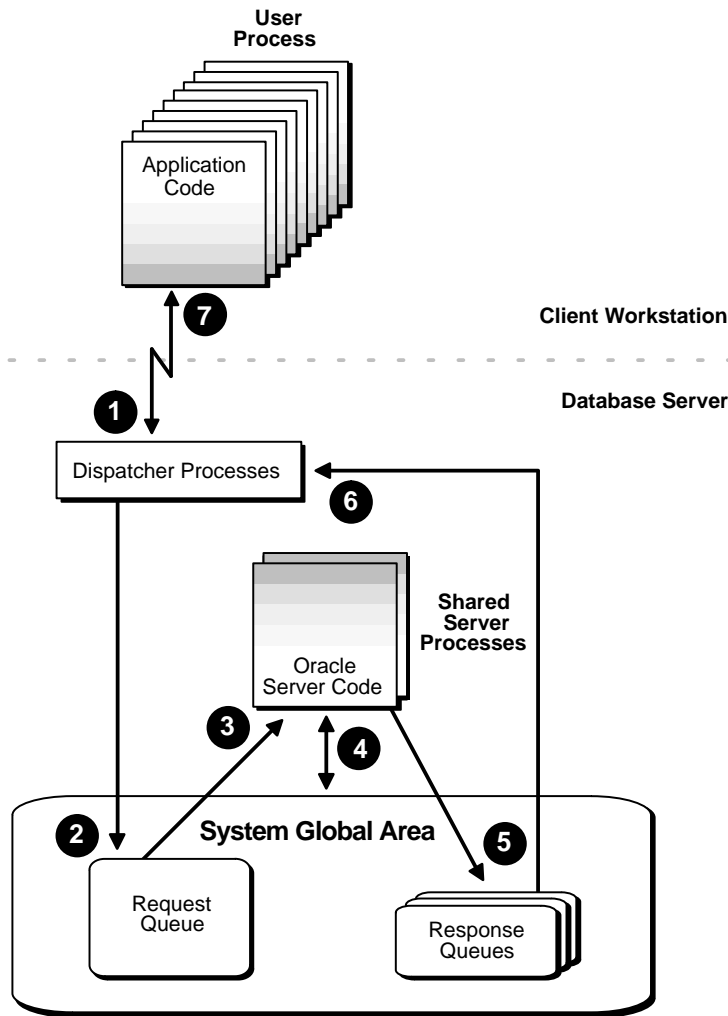 User
Process
Application
Code
7
Client Workstation
1
Database Server
Dispatcher Processes
6
Shared
Server
Processes
Oracle
Server Code
3
4
2
System Global Area
5
Request
Queue
Response
Queues